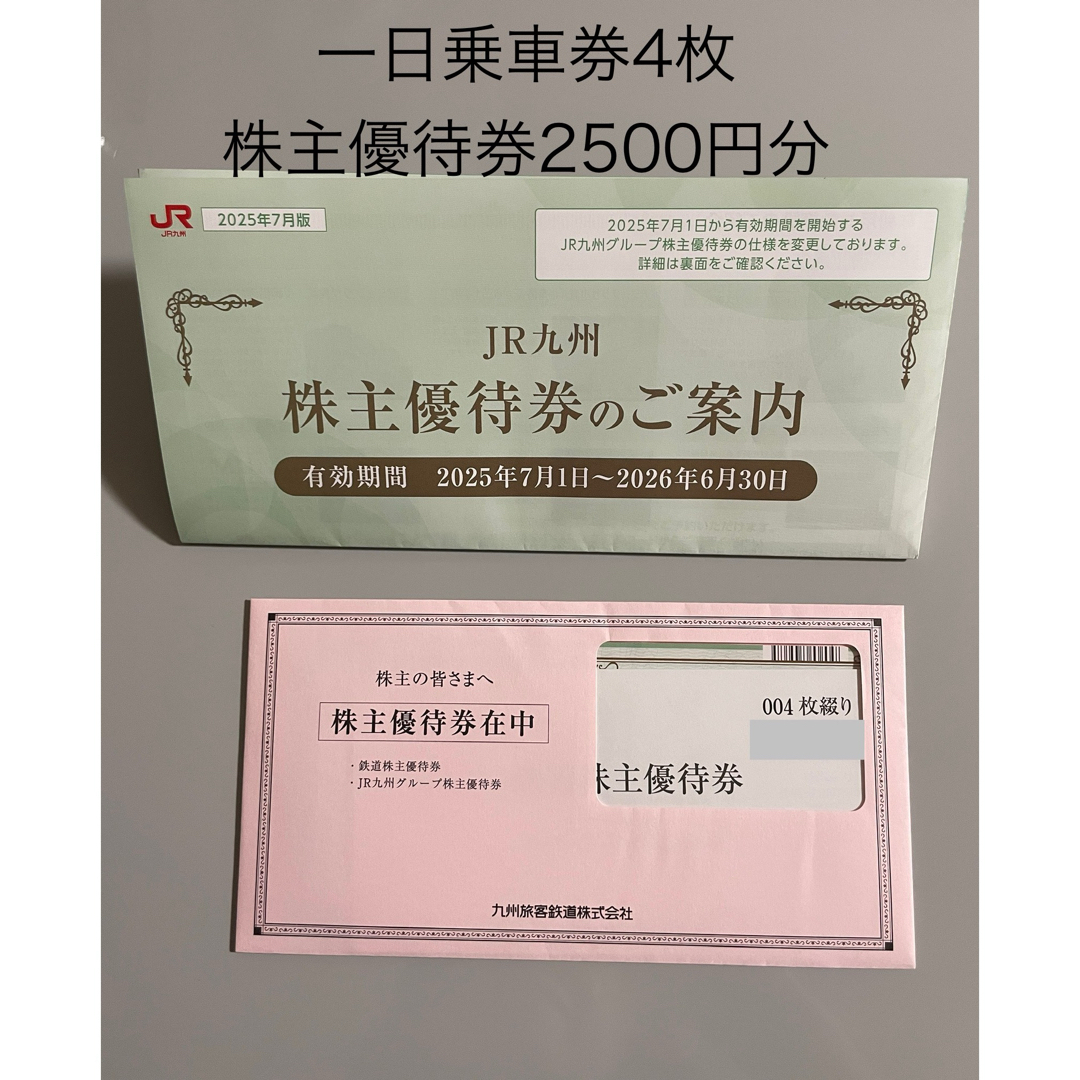 一日乗車券4枚
株主優待券2500円分
JR
JR九州
2025年7月版
2025年7月1日から有効期間を開始する
JR九州グループ株主優待券の仕様を変更しております。
詳細は裏面をご確認ください。
JR九州
株主優待券のご案内
有効期間 2025年7月1日〜2026年6月30日
株主の皆さまへ
株主優待券在中
・鉄道株主優待券
・JR九州グループ株主優待券
004枚綴り
株主優待券
九州旅客鉄道株式会社